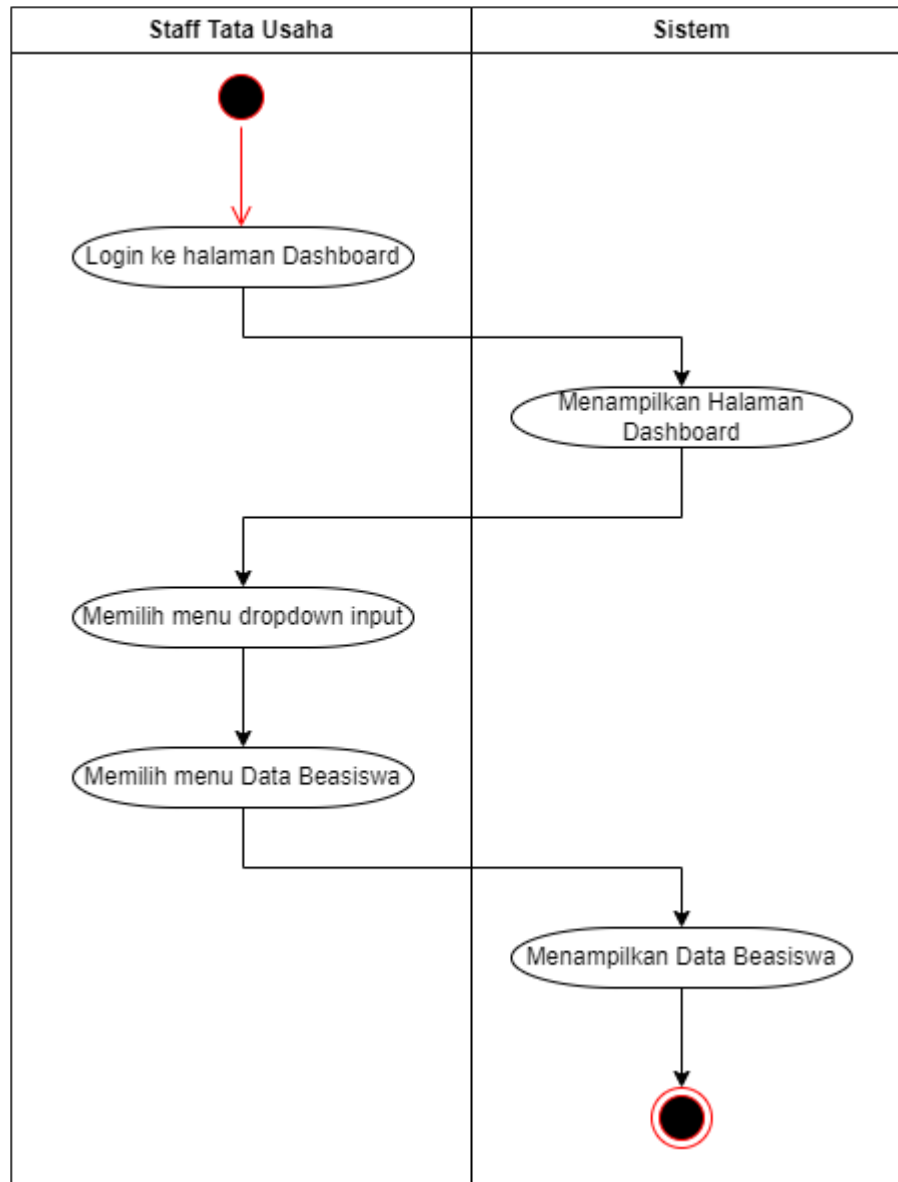 Staff Tata Usaha
Sistem
Login ke halaman Dashboard
Menampilkan Halaman
Dashboard
Memilih menu dropdown input
Memilih menu Data Beasiswa
Menampilkan Data Beasiswa